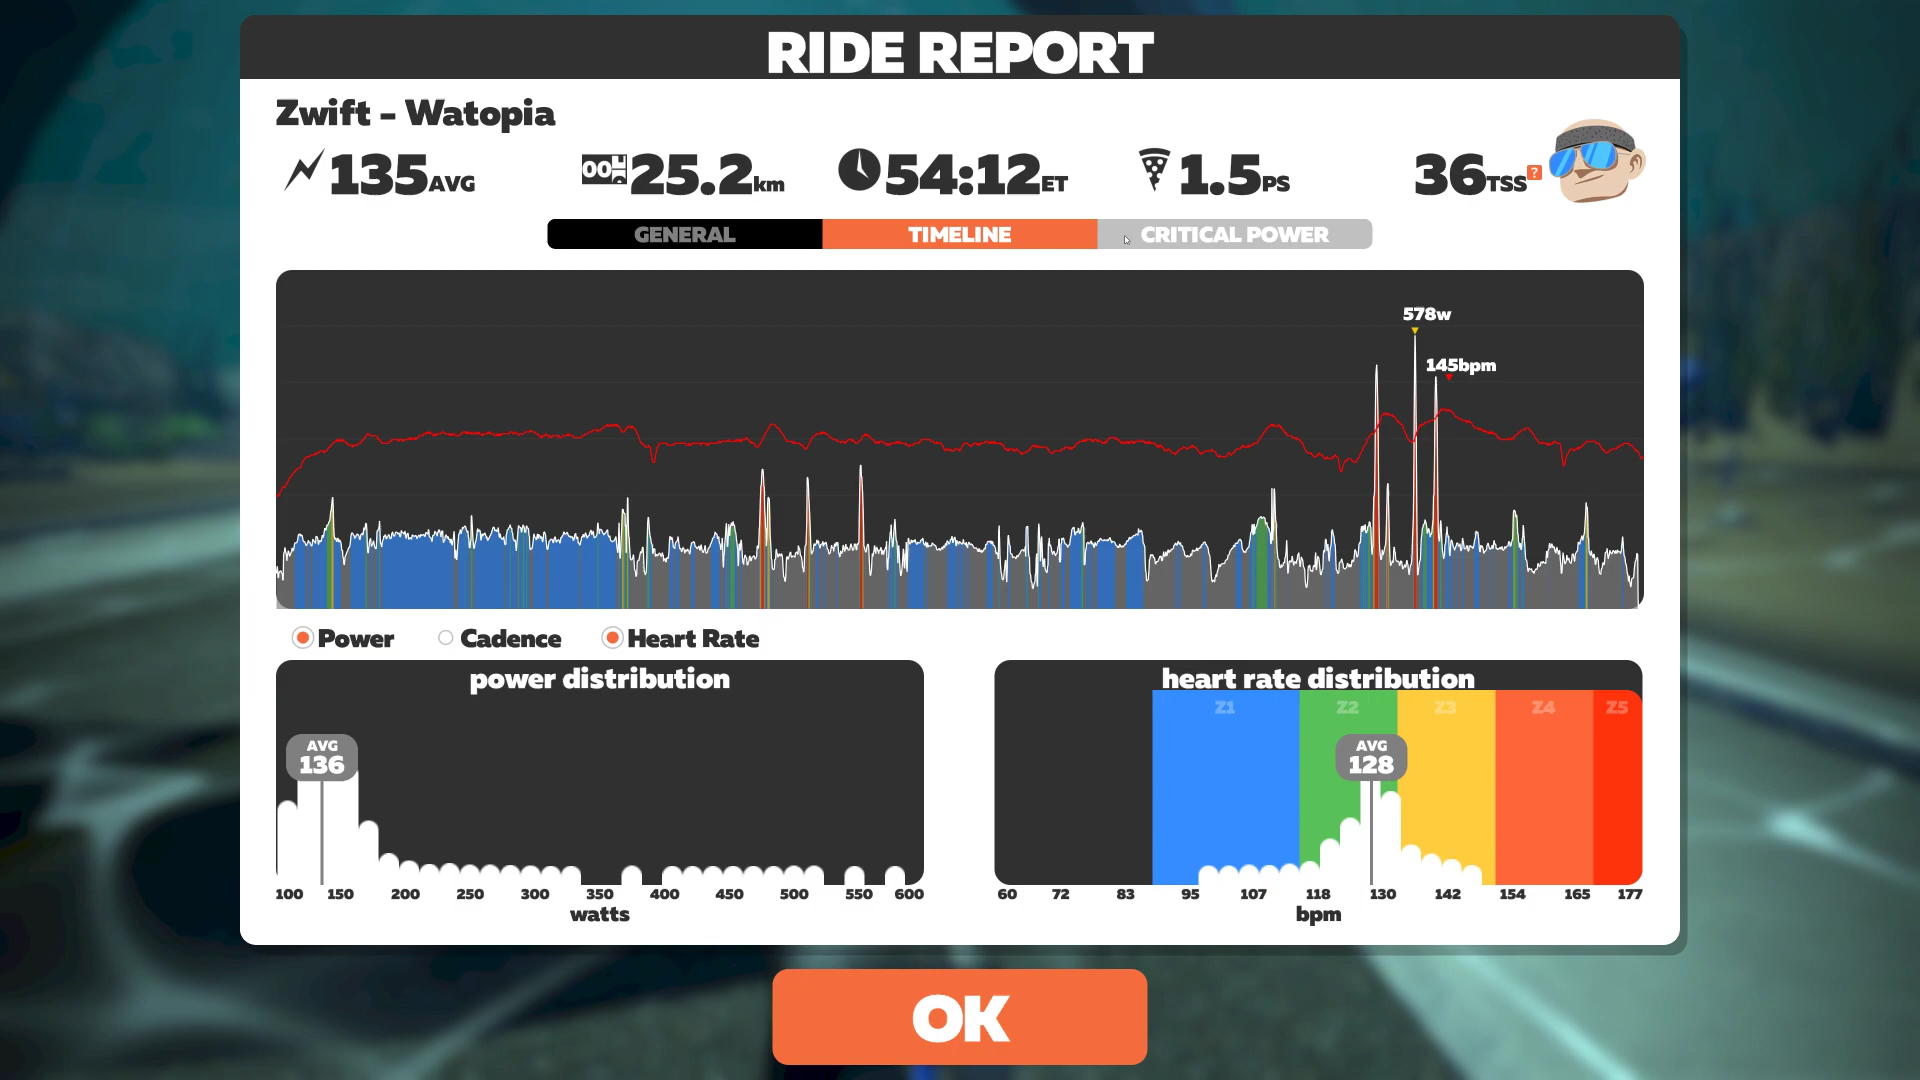 RIDE REPORT
Zwift - Watopia
135AVG
25.2km
54:12ET
1.5PS
36TSS ?
GENERAL
TIMELINE
CRITICAL POWER
578w
145bpm
Power
Cadence
Heart Rate
power distribution
AVG
136
100 150 200 250 300 350 400 450 500 550 600
watts
heart rate distribution
Z1 Z2 Z3 Z4 Z5
AVG
128
60 72 83 95 107 118 130 142 154 165 177
bpm
OK